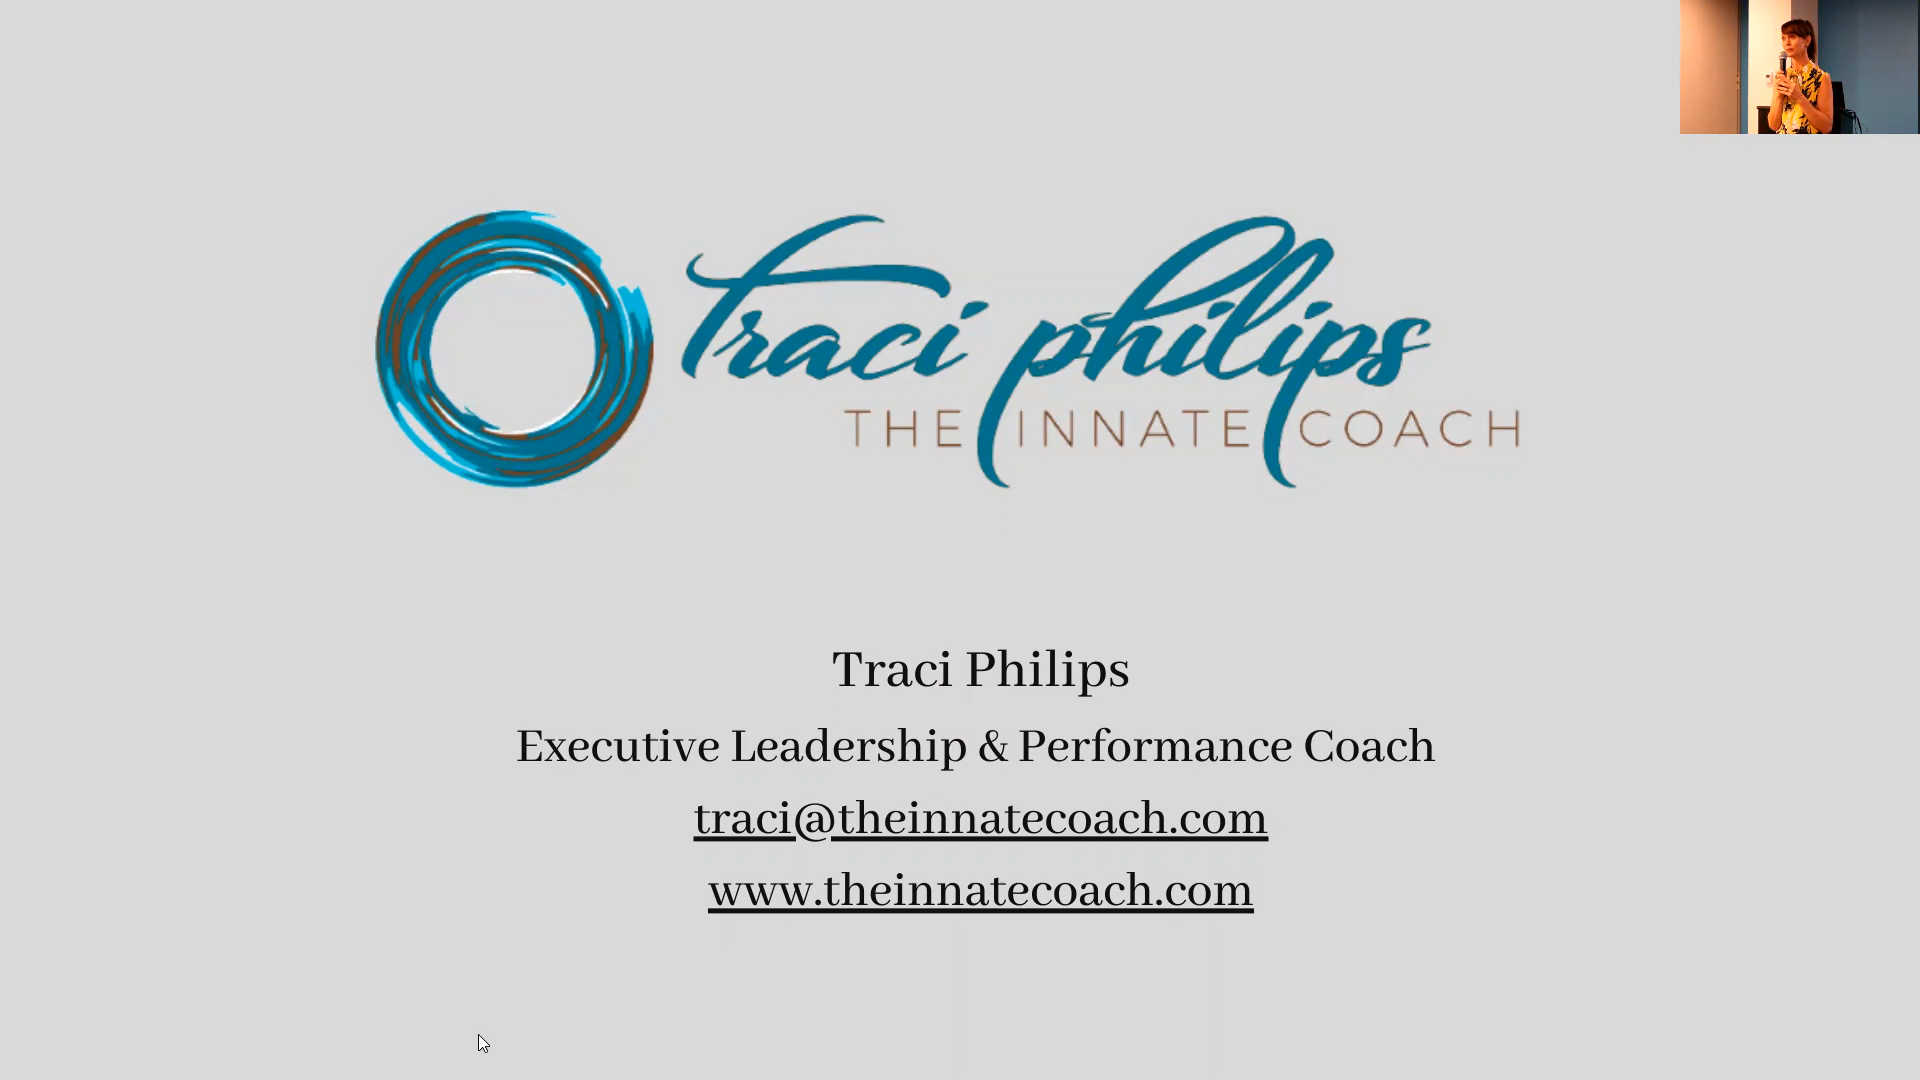 traci philips
THE INNATE COACH
Traci Philips
Executive Leadership & Performance Coach
traci@theinnatecoach.com
www.theinnatecoach.com